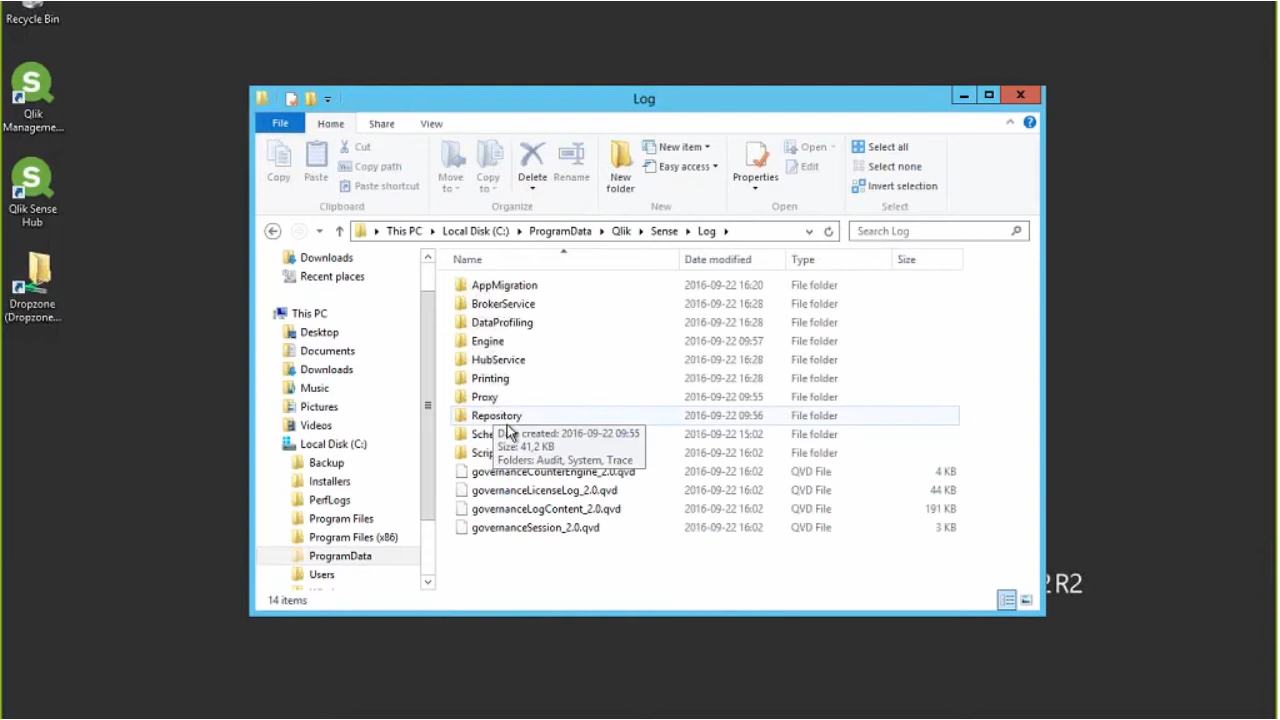 Recycle Bin
Qlik
Manageme...
Qlik Sense
Hub
Dropzone
(Dropzone...
Log
File Home Share View
Copy
Paste
Cut
Copy path
Paste shortcut
Clipboard
Move
to
Copy
to
Delete
Rename
Organize
New
folder
New item
Easy access
New
Properties
Open
Edit
Open
Select all
Select none
Invert selection
Select
This PC Local Disk (C:) ProgramData Qlik Sense Log
Search Log
Downloads
Recent places
This PC
Desktop
Documents
Downloads
Music
Pictures
Videos
Local Disk (C:)
Backup
Installers
PerfLogs
Program Files
Program Files (x86)
ProgramData
Users
Name Date modified Type Size
AppMigration 2016-09-22 16:20 File folder
BrokerService 2016-09-22 16:28 File folder
DataProfiling 2016-09-22 16:28 File folder
Engine 2016-09-22 09:57 File folder
HubService 2016-09-22 16:28 File folder
Printing 2016-09-22 16:28 File folder
Proxy 2016-09-22 09:55 File folder
Repository 2016-09-22 09:56 File folder
2016-09-22 15:02 File folder
2016-09-22 16:02 File folder
governanceCounterEngine_2.0.qvd 2016-09-22 16:02 QVD File 4 KB
governanceLicenseLog_2.0.qvd 2016-09-22 16:02 QVD File 44 KB
governanceLogContent_2.0.qvd 2016-09-22 16:02 QVD File 191 KB
governanceSession_2.0.qvd 2016-09-22 16:02 QVD File 3 KB
Date created: 2016-09-22 09:55
Size: 41,2 KB
Folders: Audit, System, Trace
14 items
R2